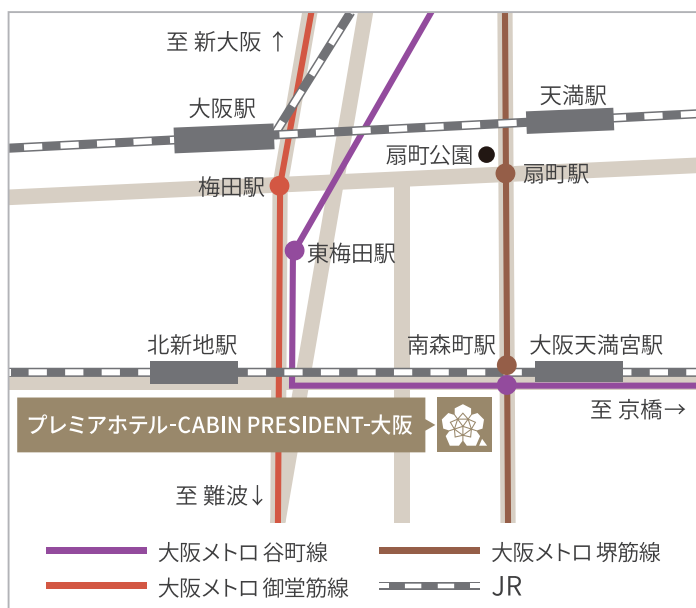 至 新大阪 ↑
大阪駅
天満駅
扇町公園
扇町駅
梅田駅
東梅田駅
北新地駅
南森町駅
大阪天満宮駅
至 京橋→
プレミアホテル-CABIN PRESIDENT-大阪
至 難波↓
大阪メトロ 谷町線
大阪メトロ 堺筋線
大阪メトロ 御堂筋線
JR